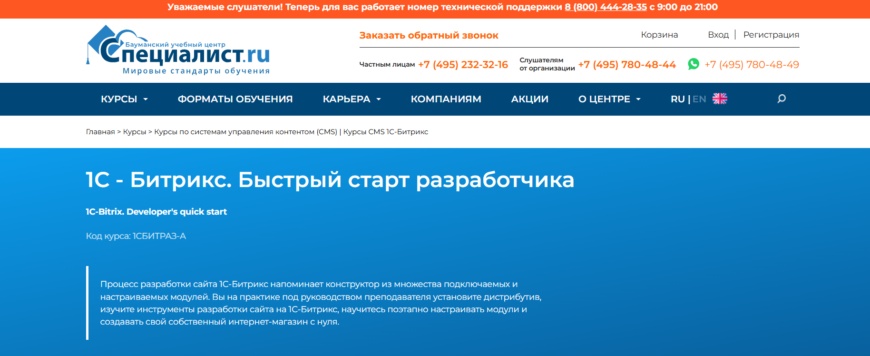 Уважаемые слушатели! Теперь для вас работает номер технической поддержки 8 (800) 444-28-35 с 9:00 до 21:00
Бауманский учебный центр
Специалист.ru
Мировые стандарты обучения
Заказать обратный звонок
Корзина
Вход | Регистрация
Частным лицам +7 (495) 232-32-16
Слушателям
от организации +7 (495) 780-48-44
+7 (495) 780-48-49
КУРСЫ
ФОРМАТЫ ОБУЧЕНИЯ
КАРЬЕРА
КОМПАНИЯМ
АКЦИИ
О ЦЕНТРЕ
RU | EN
Главная > Курсы > Курсы по системам управления контентом (CMS) | Курсы CMS 1С-Битрикс
1С - Битрикс. Быстрый старт разработчика
1C-Bitrix. Developer's quick start
Код курса: 1СБИТРАЗ-А
Процесс разработки сайта 1С-Битрикс напоминает конструктор из множества подключаемых и
настраиваемых модулей. Вы на практике под руководством преподавателя установите дистрибутив,
изучите инструменты разработки сайта на 1С-Битрикс, научитесь поэтапно настраивать модули и
создавать свой собственный интернет-магазин с нуля.